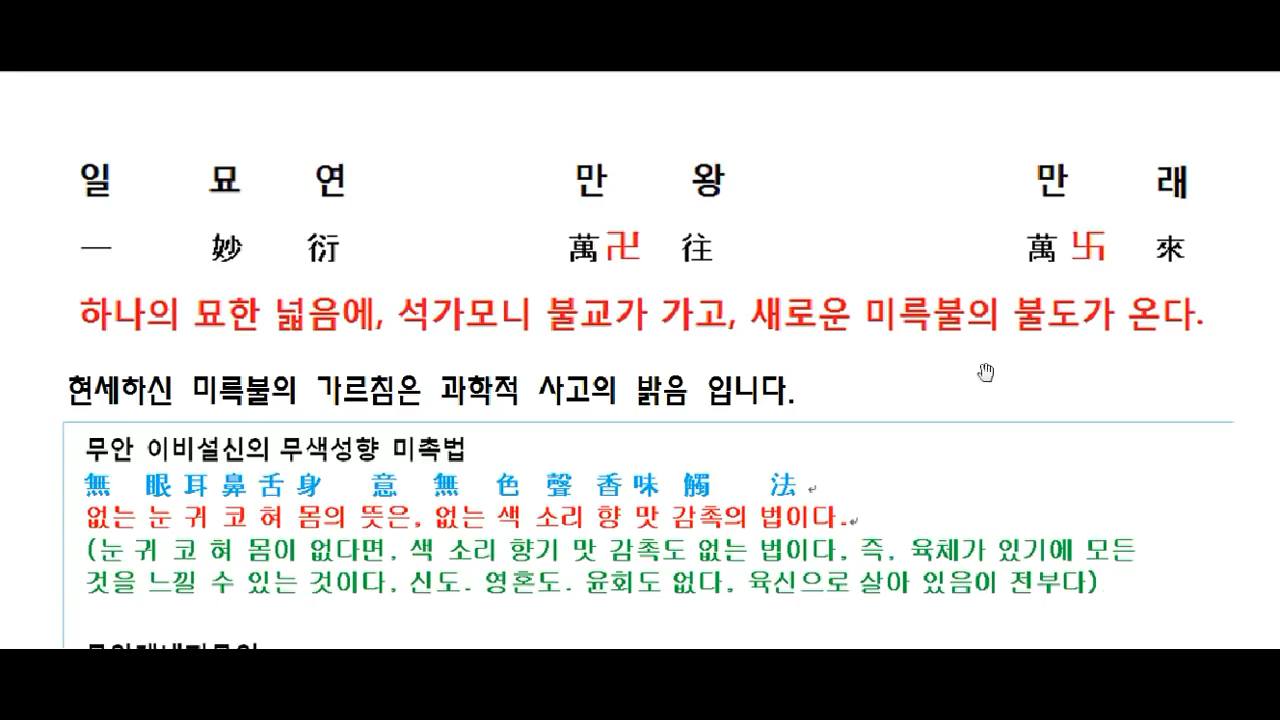 일 묘 연 만 왕 만 래
一 妙 衍 萬 卍 往 萬 卐 來
하나의 묘한 넓음에, 석가모니 불교가 가고, 새로운 미륵불의 불도가 온다.
현세하신 미륵불의 가르침은 과학적 사고의 밝음 입니다.
무안 이비설신의 무색성향 미촉법
無 眼 耳 鼻 舌 身 意 無 色 聲 香 味 觸 法
없는 눈 귀 코 혀 몸의 뜻은, 없는 색 소리 향 맛 감촉의 법이다.
(눈 귀 코 혀 몸이 없다면, 색 소리 향기 맛 감촉도 없는 법이다, 즉, 육체가 있기에 모든
것을 느낄 수 있는 것이다, 신도. 영혼도. 윤회도 없다, 육신으로 살아 있음이 전부다)